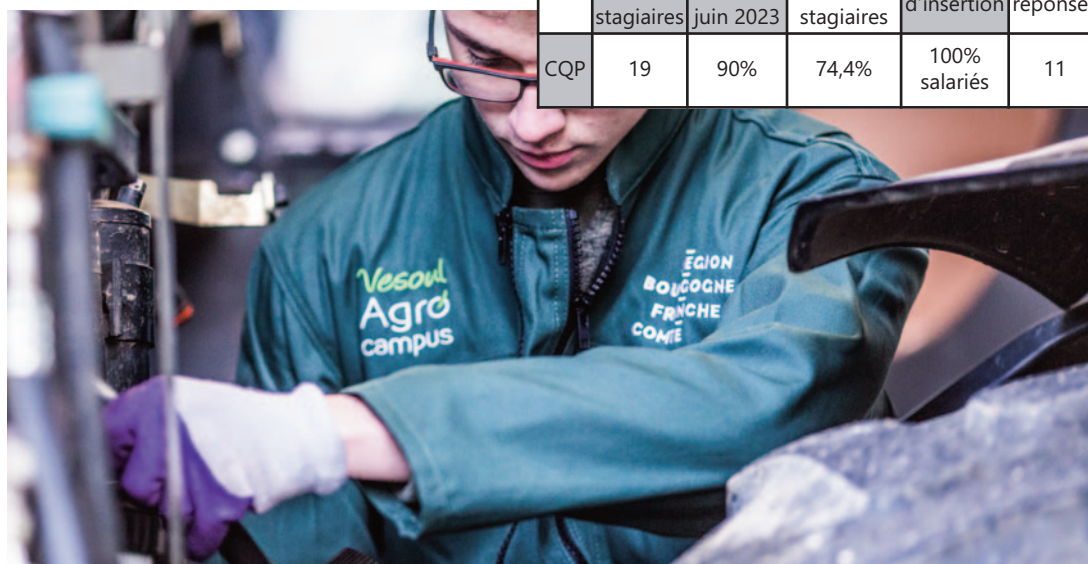 stagiaires juin 2023 stagiaires d'insertion réponse
CQP 19 90% 74,4% 100% salariés 11
Vesoul
Agro
campus
RÉGION
BOURGOGNE
FRANCHE
COMTÉ